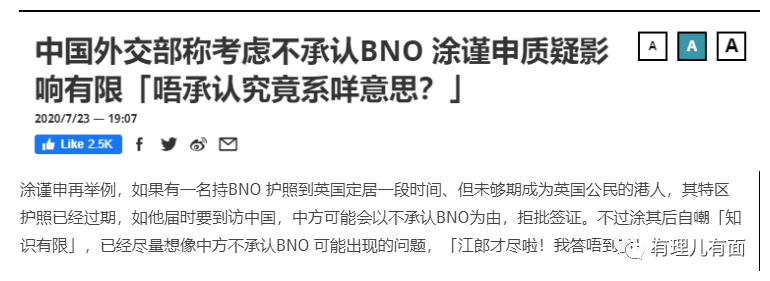 中国外交部称考虑不承认BNO 涂谨申质疑影
响有限「唔承认究竟系咩意思？」
A A A
2020/7/23 — 19:07
Like 2.5K
涂谨申再举例，如果有一名持BNO 护照到英国定居一段时间、但未够期成为英国公民的港人，其特区
护照已经过期，如他届时要到访中国，中方可能会以不承认BNO为由，拒批签证。不过涂其后自嘲「知
识有限」，已经尽量想像中方不承认BNO 可能出现的问题，「江郎才尽啦！我答唔到
有理儿有面